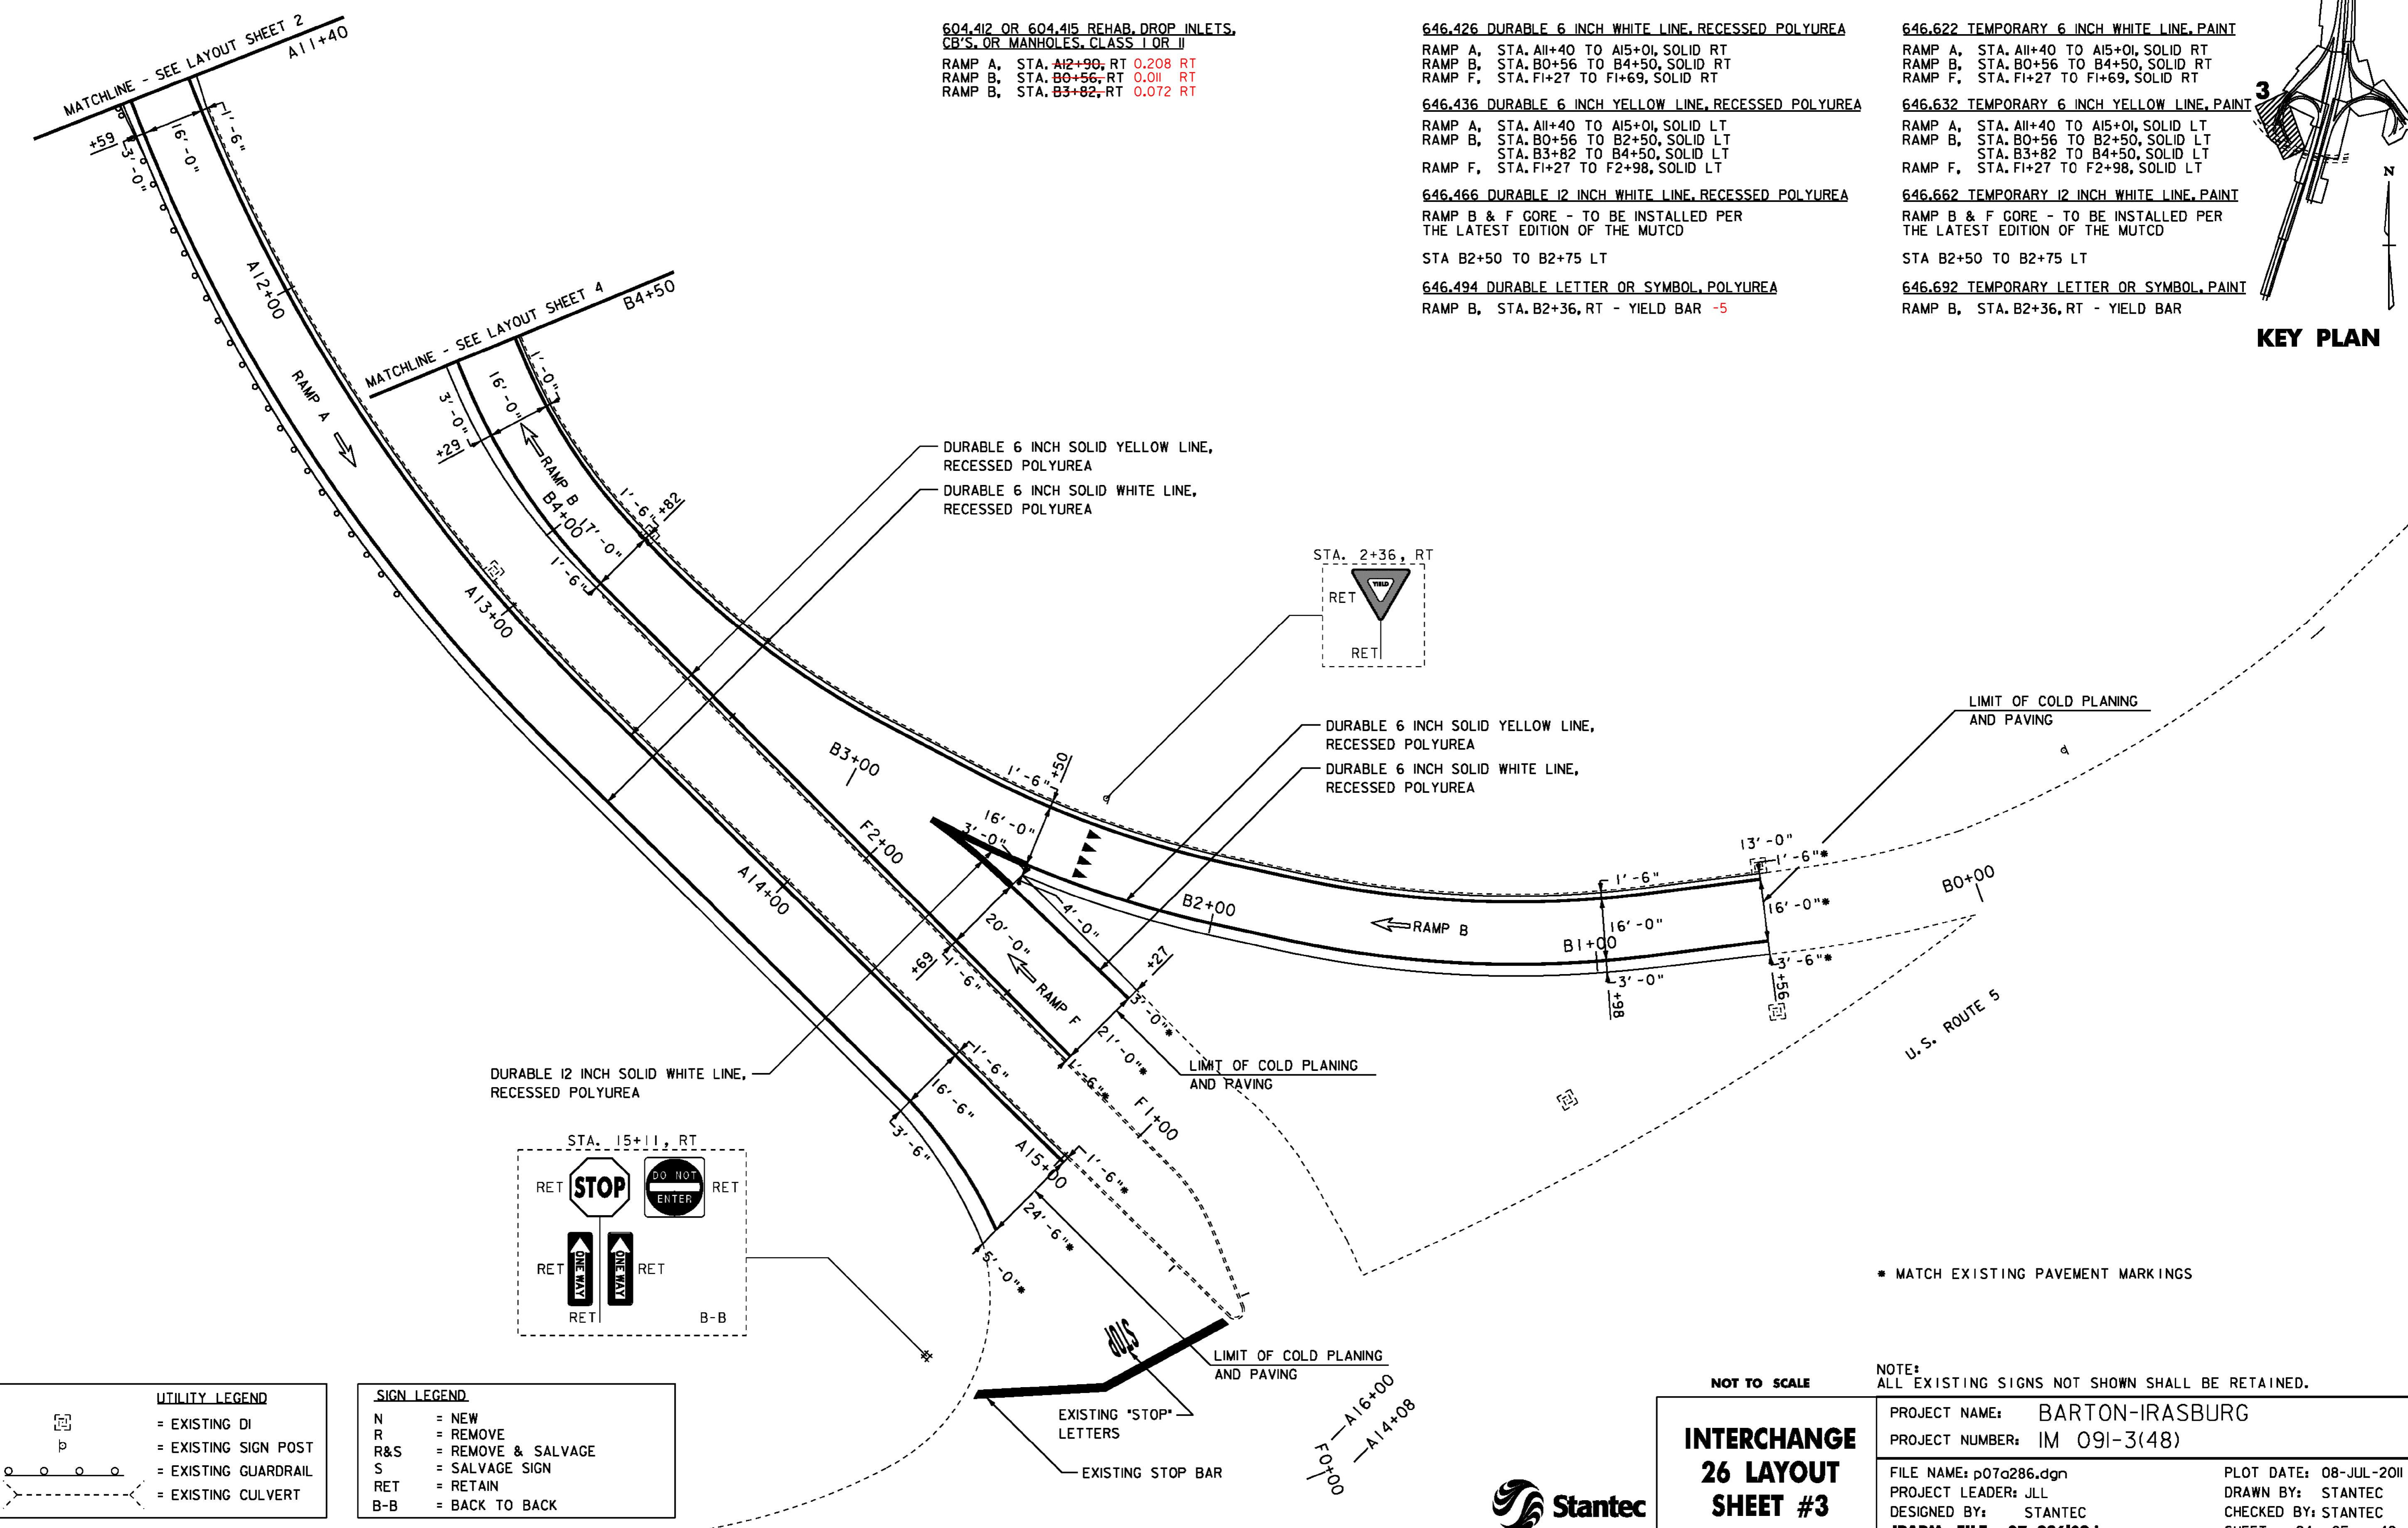 MATCHLINE - SEE LAYOUT SHEET 2
A11+40
604.412 OR 604.415 REHAB. DROP INLETS,
CB'S, OR MANHOLES, CLASS I OR II
RAMP A, STA. A12+90, RT 0.208 RT
RAMP B, STA. B0+56, RT 0.011 RT
RAMP B, STA. B3+82, RT 0.072 RT
646.426 DURABLE 6 INCH WHITE LINE, RECESSED POLYUREA
RAMP A, STA. A11+40 TO A15+01, SOLID RT
RAMP B, STA. B0+56 TO B4+50, SOLID RT
RAMP F, STA. F1+27 TO F1+69, SOLID RT
646.436 DURABLE 6 INCH YELLOW LINE, RECESSED POLYUREA
RAMP A, STA. A11+40 TO A15+01, SOLID LT
RAMP B, STA. B0+56 TO B2+50, SOLID LT
STA. B3+82 TO B4+50, SOLID LT
RAMP F, STA. F1+27 TO F2+98, SOLID LT
646.466 DURABLE 12 INCH WHITE LINE, RECESSED POLYUREA
RAMP B & F GORE - TO BE INSTALLED PER
THE LATEST EDITION OF THE MUTCD
STA B2+50 TO B2+75 LT
646.494 DURABLE LETTER OR SYMBOL, POLYUREA
RAMP B, STA. B2+36, RT - YIELD BAR -5
646.622 TEMPORARY 6 INCH WHITE LINE, PAINT
RAMP A, STA. A11+40 TO A15+01, SOLID RT
RAMP B, STA. B0+56 TO B4+50, SOLID RT
RAMP F, STA. F1+27 TO F1+69, SOLID RT
646.632 TEMPORARY 6 INCH YELLOW LINE, PAINT
RAMP A, STA. A11+40 TO A15+01, SOLID LT
RAMP B, STA. B0+56 TO B2+50, SOLID LT
STA. B3+82 TO B4+50, SOLID LT
RAMP F, STA. F1+27 TO F2+98, SOLID LT
646.662 TEMPORARY 12 INCH WHITE LINE, PAINT
RAMP B & F GORE - TO BE INSTALLED PER
THE LATEST EDITION OF THE MUTCD
STA B2+50 TO B2+75 LT
646.692 TEMPORARY LETTER OR SYMBOL, PAINT
RAMP B, STA. B2+36, RT - YIELD BAR
3
N
KEY PLAN
+59
3'-0"
16'-0"
1'-6"
A12+00
RAMP A
MATCHLINE - SEE LAYOUT SHEET 4
B4+50
3'-0"
16'-0"
1'-0"
+29
RAMP B
B4+00
17'-0"
1'-6"
+82
1'-6"
A13+00
DURABLE 6 INCH SOLID YELLOW LINE,
RECESSED POLYUREA
DURABLE 6 INCH SOLID WHITE LINE,
RECESSED POLYUREA
STA. 2+36, RT
YIELD
RET
RET
DURABLE 6 INCH SOLID YELLOW LINE,
RECESSED POLYUREA
DURABLE 6 INCH SOLID WHITE LINE,
RECESSED POLYUREA
LIMIT OF COLD PLANING
AND PAVING
B3+00
1'-6"
+50
16'-0"
3'-0"
F2+00
A14+00
20'-0"
4'-0"
+69
1'-6"
B2+00
RAMP B
1'-6"
16'-0"
B1+00
3'-0"
+98
13'-0"
1'-6"*
16'-0"*
3'-6"*
+56
B0+00
U.S. ROUTE 5
RAMP F
+27
3'-0"*
21'-0"*
1'-6"*
F1+00
LIMIT OF COLD PLANING
AND PAVING
DURABLE 12 INCH SOLID WHITE LINE,
RECESSED POLYUREA
1'-6"
16'-6"
3'-6"
A15+00
1'-6"*
24'-6"*
5'-0"*
STA. 15+11, RT
RET
STOP
DO NOT
ENTER
RET
RET
ONE WAY
ONE WAY
RET
RET
B-B
STOP
LIMIT OF COLD PLANING
AND PAVING
EXISTING "STOP"
LETTERS
EXISTING STOP BAR
A16+00
A14+08
F0+00
* MATCH EXISTING PAVEMENT MARKINGS
UTILITY LEGEND
= EXISTING DI
= EXISTING SIGN POST
= EXISTING GUARDRAIL
= EXISTING CULVERT
SIGN LEGEND
N = NEW
R = REMOVE
R&S = REMOVE & SALVAGE
S = SALVAGE SIGN
RET = RETAIN
B-B = BACK TO BACK
Stantec
NOT TO SCALE
NOTE:
ALL EXISTING SIGNS NOT SHOWN SHALL BE RETAINED.
INTERCHANGE
26 LAYOUT
SHEET #3
PROJECT NAME: BARTON-IRASBURG
PROJECT NUMBER: IM 091-3(48)
FILE NAME: p07a286.dgn
PLOT DATE: 08-JUL-2011
PROJECT LEADER: JLL
DRAWN BY: STANTEC
DESIGNED BY: STANTEC
CHECKED BY: STANTEC